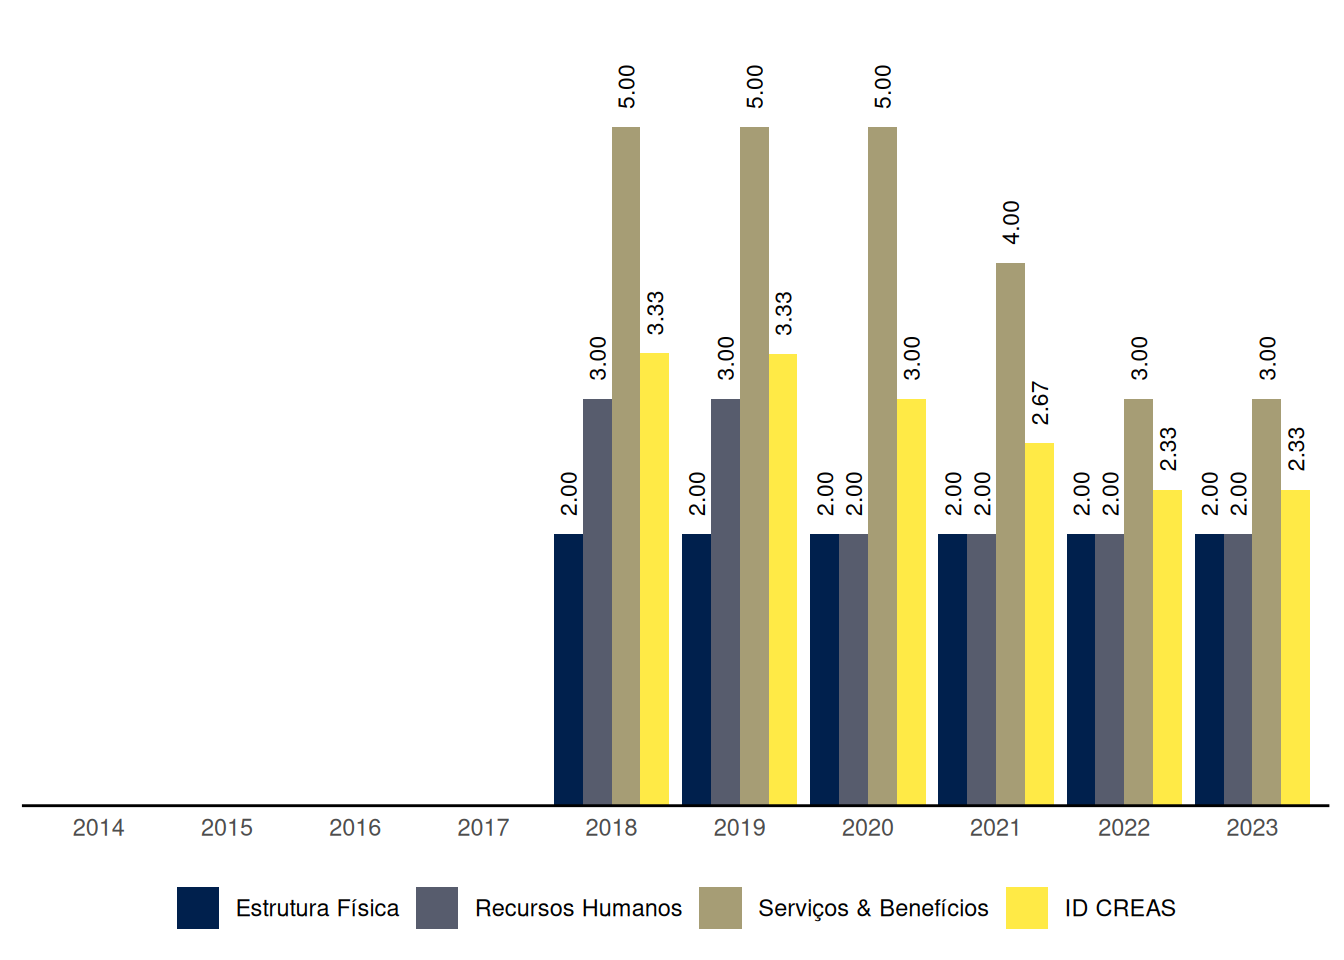 5.00 5.00 5.00
4.00
3.33 3.33
3.00 3.00 3.00 3.00 3.00
2.67
2.33 2.33
2.00 2.00 2.00 2.00 2.00 2.00 2.00 2.00 2.00 2.00
2014 2015 2016 2017 2018 2019 2020 2021 2022 2023
Estrutura Física Recursos Humanos Serviços & Benefícios ID CREAS